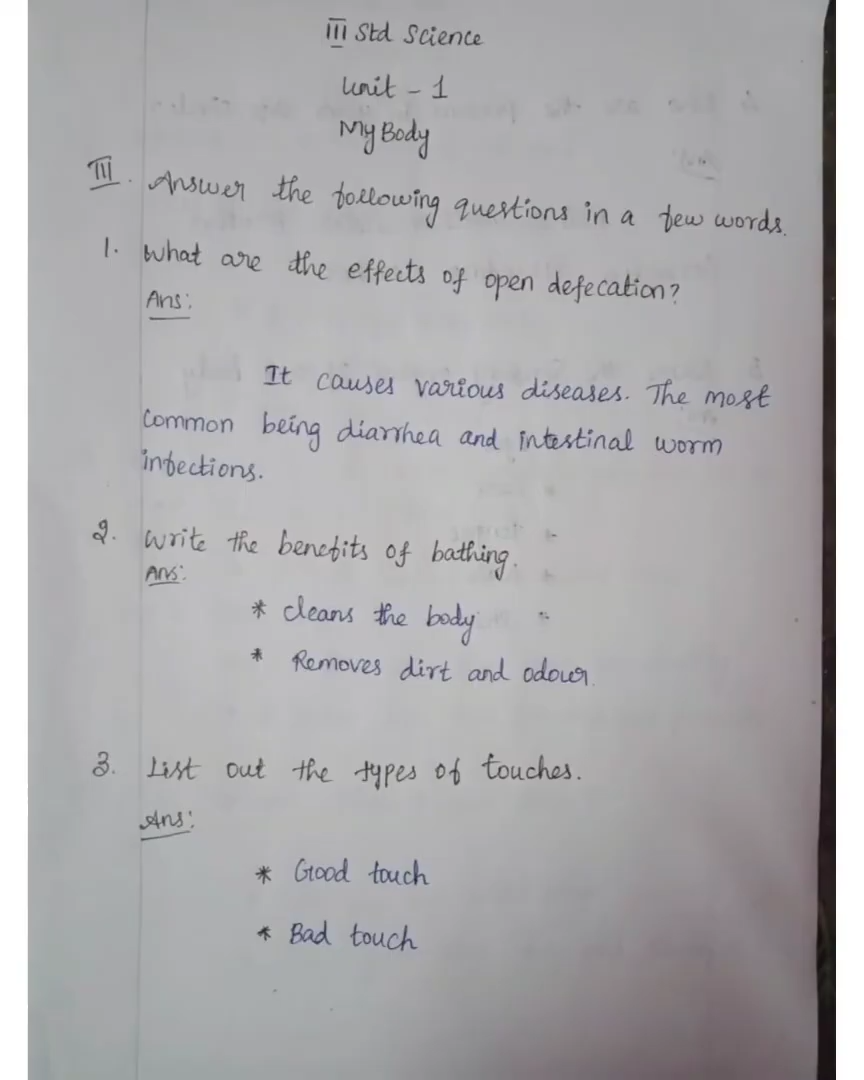 III Std Science
Unit - 1
My Body
III. Answer the following questions in a few words.
1. What are the effects of open defecation?
Ans:
It causes various diseases. The most
common being diarrhea and intestinal worm
infections.
2. Write the benefits of bathing.
Ans:
* cleans the body
* Removes dirt and odour.
3. List out the types of touches.
Ans:
* Good touch
* Bad touch